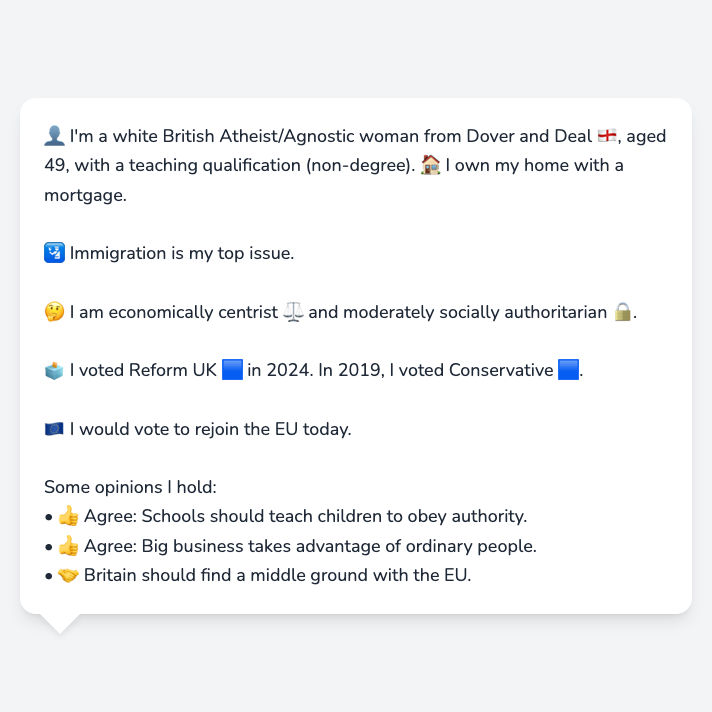 👤 I'm a white British Atheist/Agnostic woman from Dover and Deal 🏴󠁧󠁢󠁥󠁮󠁧󠁿, aged
49, with a teaching qualification (non-degree). 🏠 I own my home with a
mortgage.
🛂 Immigration is my top issue.
🤔 I am economically centrist ⚖️ and moderately socially authoritarian 🔒.
🗳️ I voted Reform UK 🟦 in 2024. In 2019, I voted Conservative 🟦.
🇪🇺 I would vote to rejoin the EU today.
Some opinions I hold:
• 👍 Agree: Schools should teach children to obey authority.
• 👍 Agree: Big business takes advantage of ordinary people.
• 🤝 Britain should find a middle ground with the EU.